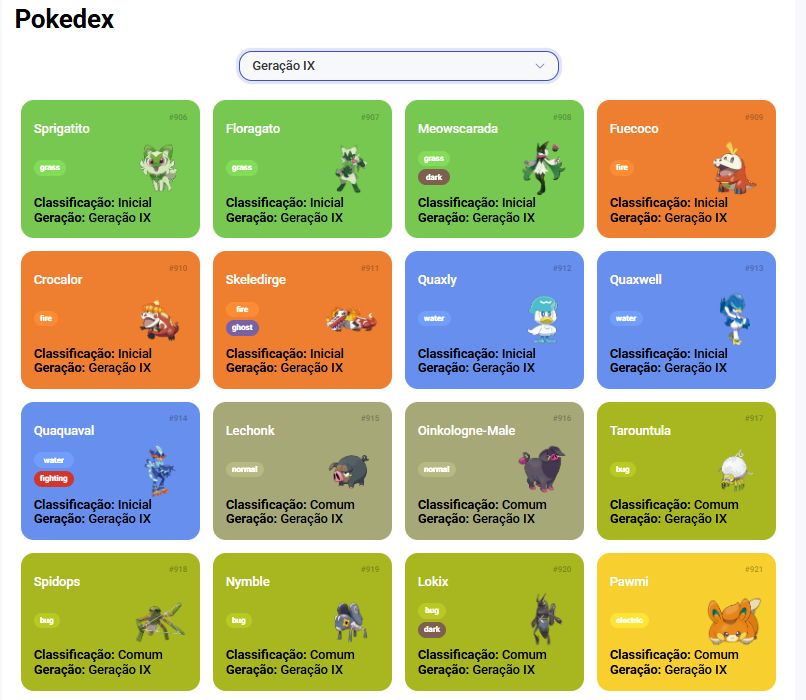 Pokedex
Geração IX
#906
Sprigatito
grass
Classificação: Inicial
Geração: Geração IX
#907
Floragato
grass
Classificação: Inicial
Geração: Geração IX
#908
Meowscarada
grass
dark
Classificação: Inicial
Geração: Geração IX
#909
Fuecoco
fire
Classificação: Inicial
Geração: Geração IX
#910
Crocalor
fire
Classificação: Inicial
Geração: Geração IX
#911
Skeledirge
fire
ghost
Classificação: Inicial
Geração: Geração IX
#912
Quaxly
water
Classificação: Inicial
Geração: Geração IX
#913
Quaxwell
water
Classificação: Inicial
Geração: Geração IX
#914
Quaquaval
water
fighting
Classificação: Inicial
Geração: Geração IX
#915
Lechonk
normal
Classificação: Comum
Geração: Geração IX
#916
Oinkologne-Male
normal
Classificação: Comum
Geração: Geração IX
#917
Tarountula
bug
Classificação: Comum
Geração: Geração IX
#918
Spidops
bug
Classificação: Comum
Geração: Geração IX
#919
Nymble
bug
Classificação: Comum
Geração: Geração IX
#920
Lokix
bug
dark
Classificação: Comum
Geração: Geração IX
#921
Pawmi
electric
Classificação: Comum
Geração: Geração IX